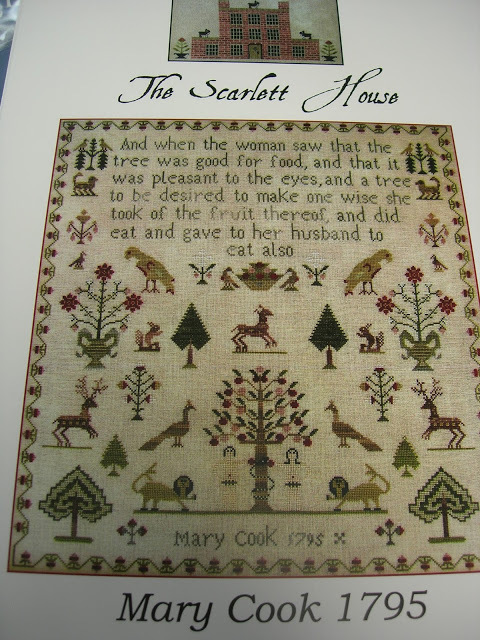 The Scarlett House
And when the woman saw that the
tree was good for food, and that it
was pleasant to the eyes, and a tree
to be desired to make one wise she
took of the fruit thereof, and did
eat and gave to her husband to
eat also
Mary Cook 1795 x
Mary Cook 1795